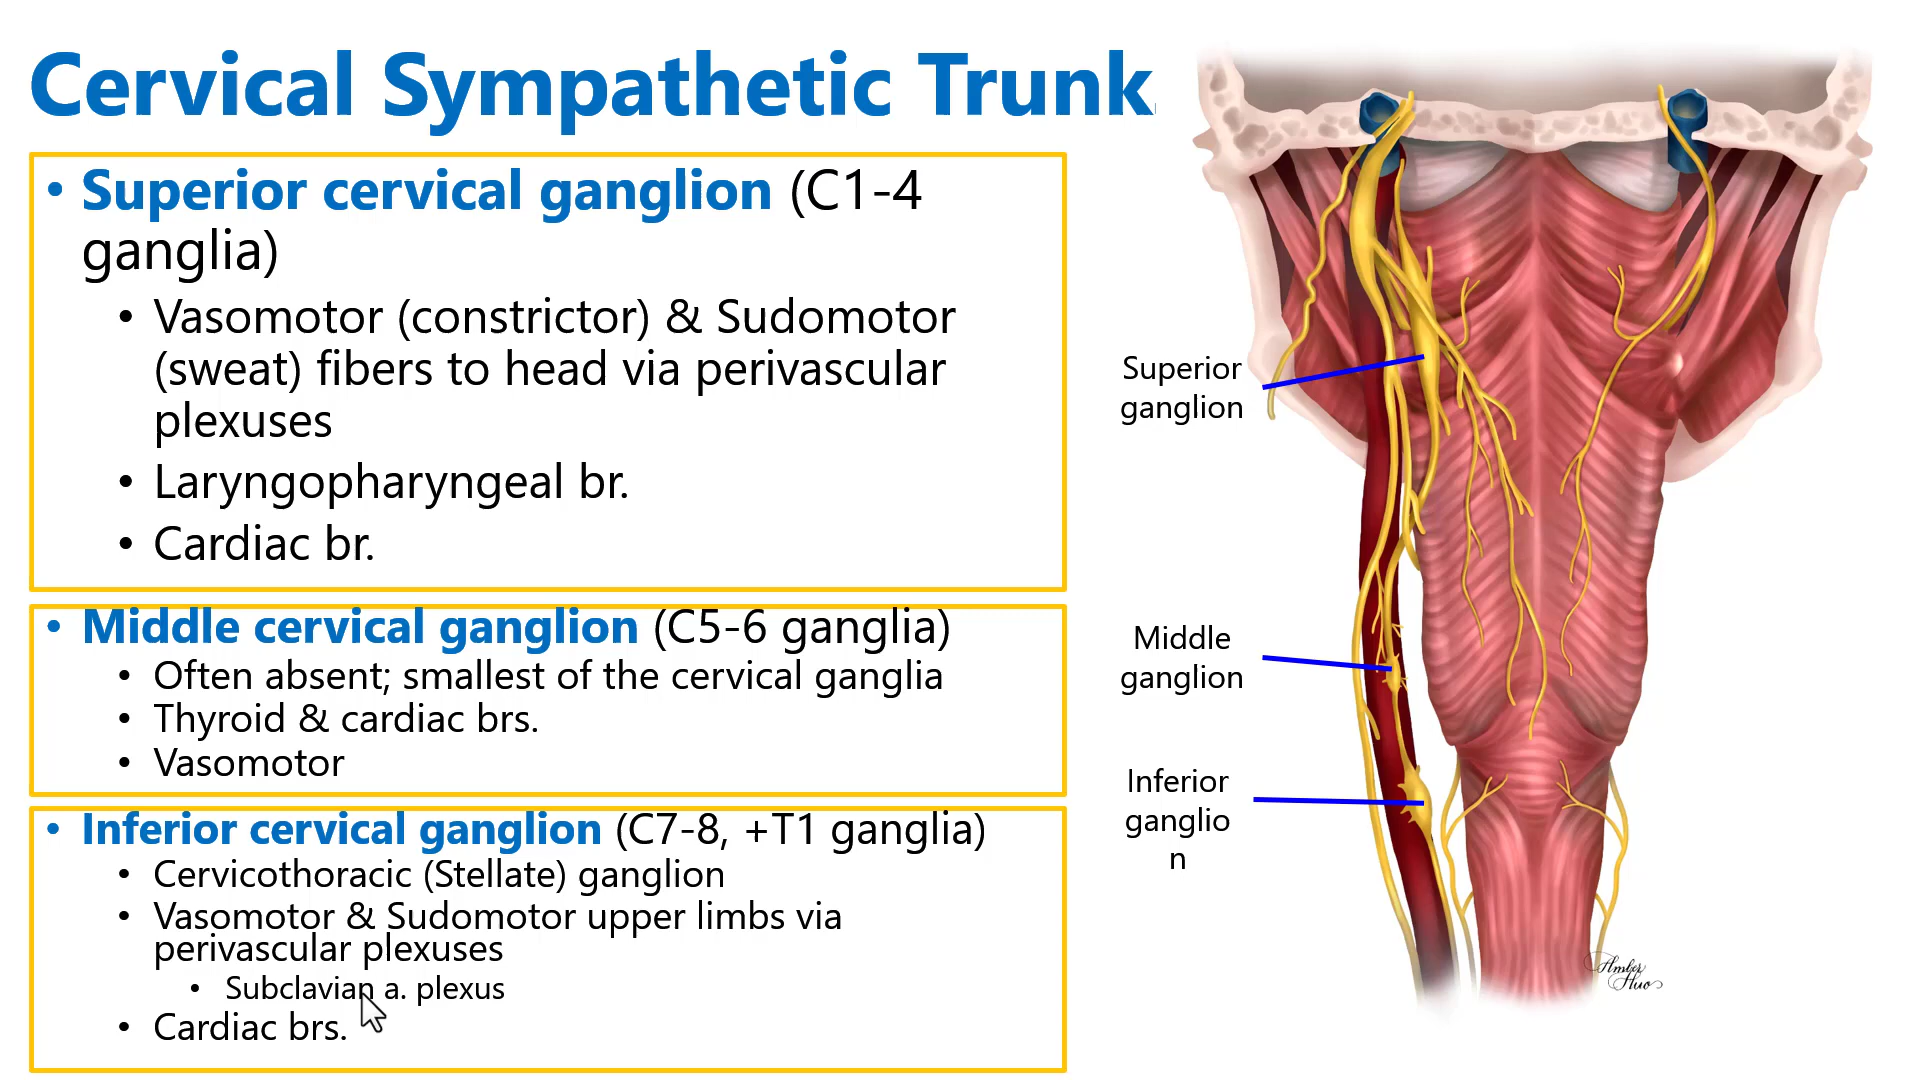 Cervical Sympathetic Trunk
• Superior cervical ganglion (C1-4
ganglia)
• Vasomotor (constrictor) & Sudomotor
(sweat) fibers to head via perivascular
plexuses
• Laryngopharyngeal br.
• Cardiac br.
• Middle cervical ganglion (C5-6 ganglia)
• Often absent; smallest of the cervical ganglia
• Thyroid & cardiac brs.
• Vasomotor
• Inferior cervical ganglion (C7-8, +T1 ganglia)
• Cervicothoracic (Stellate) ganglion
• Vasomotor & Sudomotor upper limbs via
perivascular plexuses
• Subclavian a. plexus
• Cardiac brs.
Superior
ganglion
Middle
ganglion
Inferior
ganglio
n
Amber
Huo